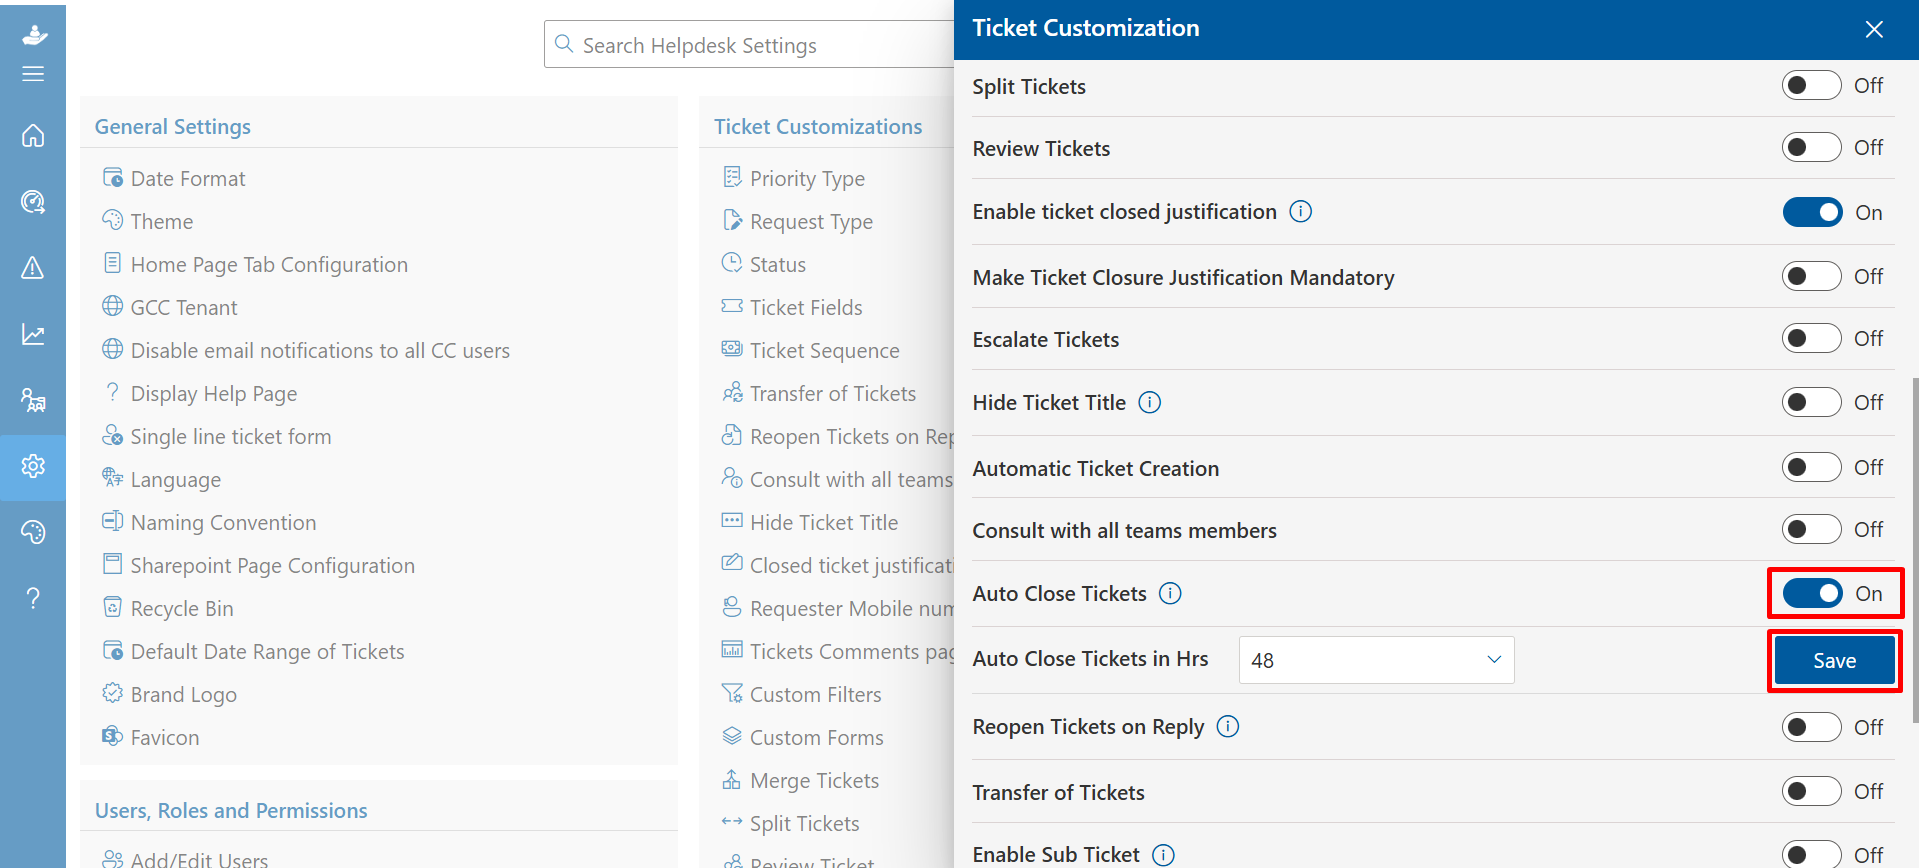 Search Helpdesk Settings
General Settings
Date Format
Theme
Home Page Tab Configuration
GCC Tenant
Disable email notifications to all CC users
Display Help Page
Single line ticket form
Language
Naming Convention
Sharepoint Page Configuration
Recycle Bin
Default Date Range of Tickets
Brand Logo
Favicon
Users, Roles and Permissions
Add/Edit Users
Ticket Customizations
Priority Type
Request Type
Status
Ticket Fields
Ticket Sequence
Transfer of Tickets
Reopen Tickets on Rep
Consult with all teams
Hide Ticket Title
Closed ticket justificati
Requester Mobile num
Tickets Comments pag
Custom Filters
Custom Forms
Merge Tickets
Split Tickets
Review Ticket
Ticket Customization
Split Tickets Off
Review Tickets Off
Enable ticket closed justification On
Make Ticket Closure Justification Mandatory Off
Escalate Tickets Off
Hide Ticket Title Off
Automatic Ticket Creation Off
Consult with all teams members Off
Auto Close Tickets On
Auto Close Tickets in Hrs 48 Save
Reopen Tickets on Reply Off
Transfer of Tickets Off
Enable Sub Ticket Off